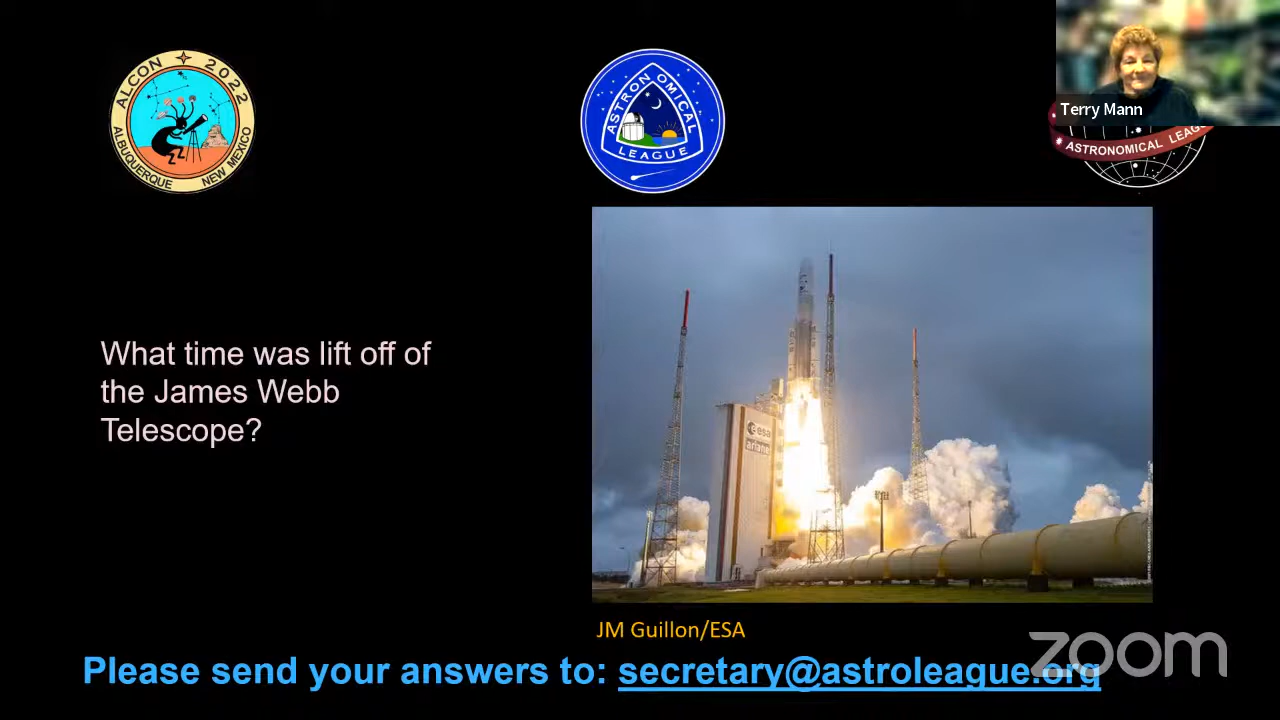 ALCON 2022
ALBUQUERQUE NEW MEXICO
ASTRONOMICAL
LEAGUE
Terry Mann
ASTRONOMICAL LEAG
What time was lift off of
the James Webb
Telescope?
esa
ariane
JM Guillon/ESA
Please send your answers to: secretary@astroleague.org
zoom